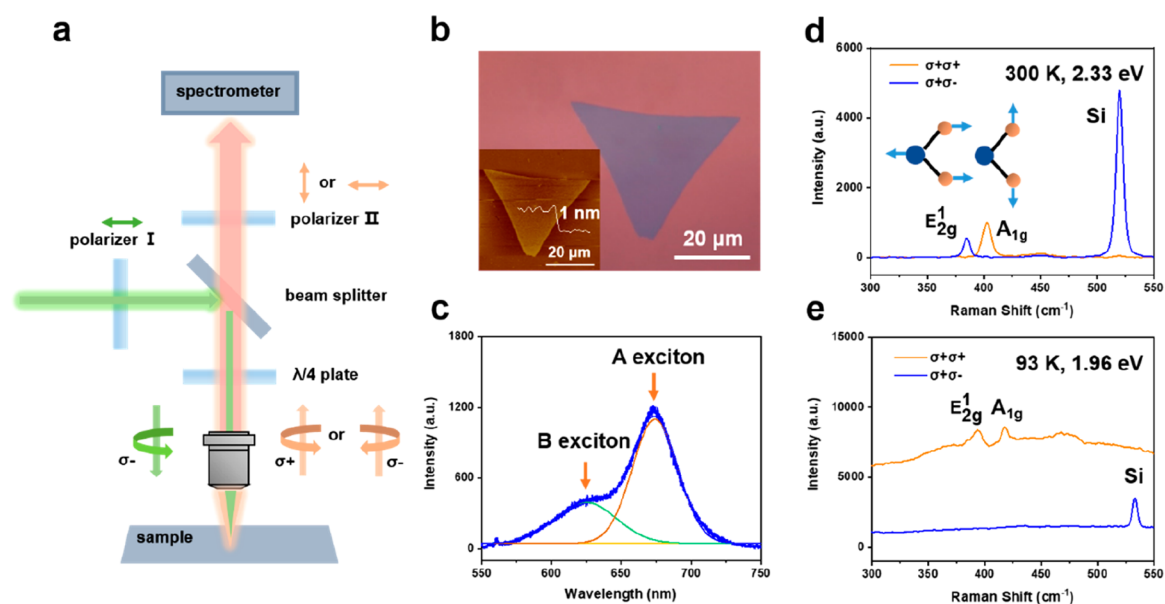 a
spectrometer
or
polarizer II
polarizer I
beam splitter
λ/4 plate
σ-
σ+
or
σ-
sample
b
1 nm
20 μm
20 μm
c
1800
1200
600
0
Intensity (a.u.)
A exciton
B exciton
550 600 650 700 750
Wavelength (nm)
d
6000
4000
2000
0
Intensity (a.u.)
σ+σ+
σ+σ-
300 K, 2.33 eV
Si
E¹2g
A1g
300 350 400 450 500 550
Raman Shift (cm⁻¹)
e
15000
10000
5000
0
Intensity (a.u.)
σ+σ+
σ+σ-
93 K, 1.96 eV
E¹2g
A1g
Si
300 350 400 450 500 550
Raman Shift (cm⁻¹)